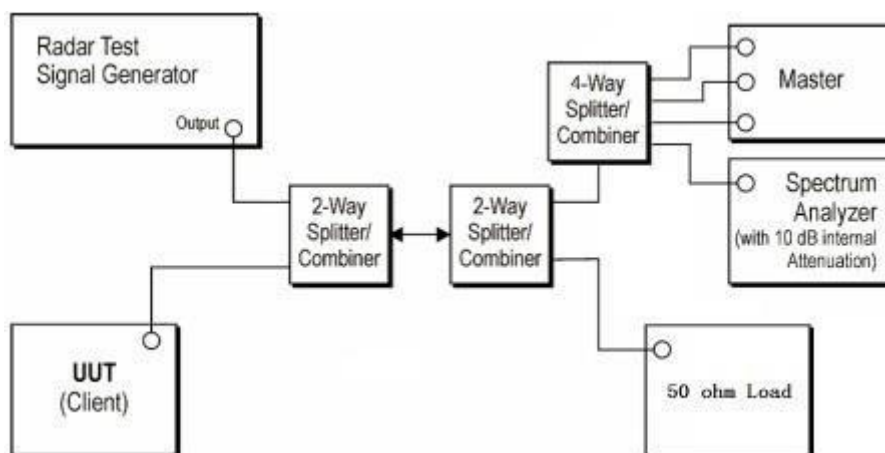 Radar Test
Signal Generator
Output
4-Way
Splitter/
Combiner
Master
2-Way
Splitter/
Combiner
2-Way
Splitter/
Combiner
Spectrum
Analyzer
(with 10 dB internal
Attenuation)
UUT
(Client)
50 ohm Load